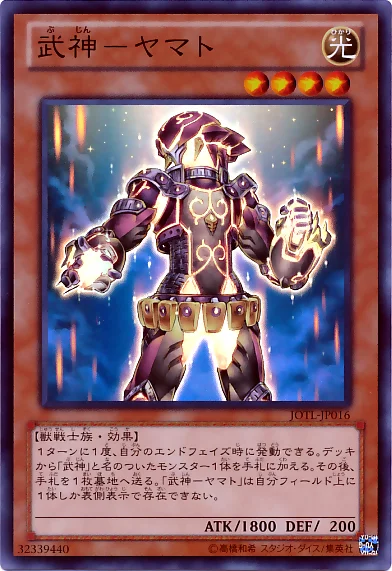 武神－ヤマト
光
JOTL-JP016
【獣戦士族・効果】
1ターンに1度、自分のエンドフェイズ時に発動できる。デッキ
から「武神」と名のついたモンスター1体を手札に加える。その後、
手札を1枚墓地へ送る。「武神－ヤマト」は自分フィールド上に
1体しか表側表示で存在できない。
ATK/1800 DEF/ 200
32339440
©高橋和希 スタジオ・ダイス/集英社